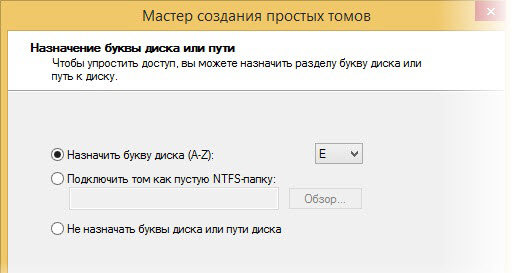 Мастер создания простых томов
Назначение буквы диска или пути
Чтобы упростить доступ, вы можете назначить разделу букву диска или
путь к диску.
Назначить букву диска (A-Z): E
Подключить том как пустую NTFS-папку:
Обзор...
Не назначать буквы диска или пути диска